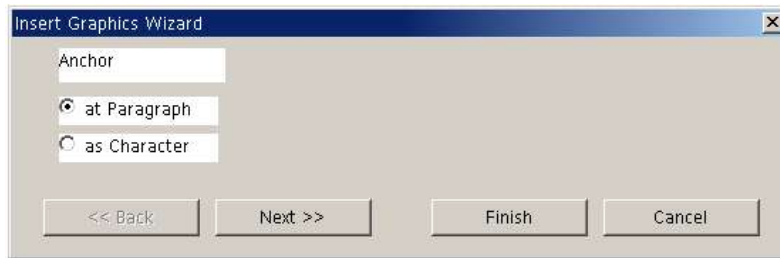 Insert Graphics Wizard
Anchor
at Paragraph
as Character
<< Back Next >> Finish Cancel